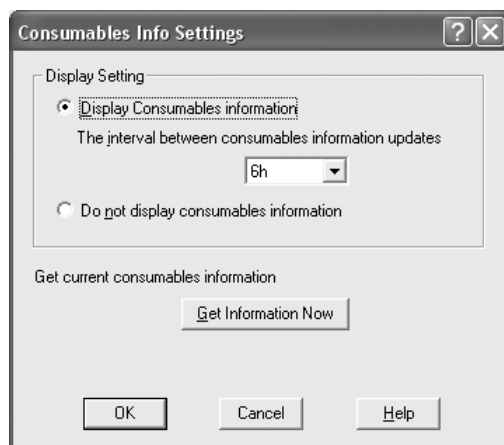 Consumables Info Settings
Display Setting
Display Consumables information
The interval between consumables information updates
6h
Do not display consumables information
Get current consumables information
Get Information Now
OK
Cancel
Help